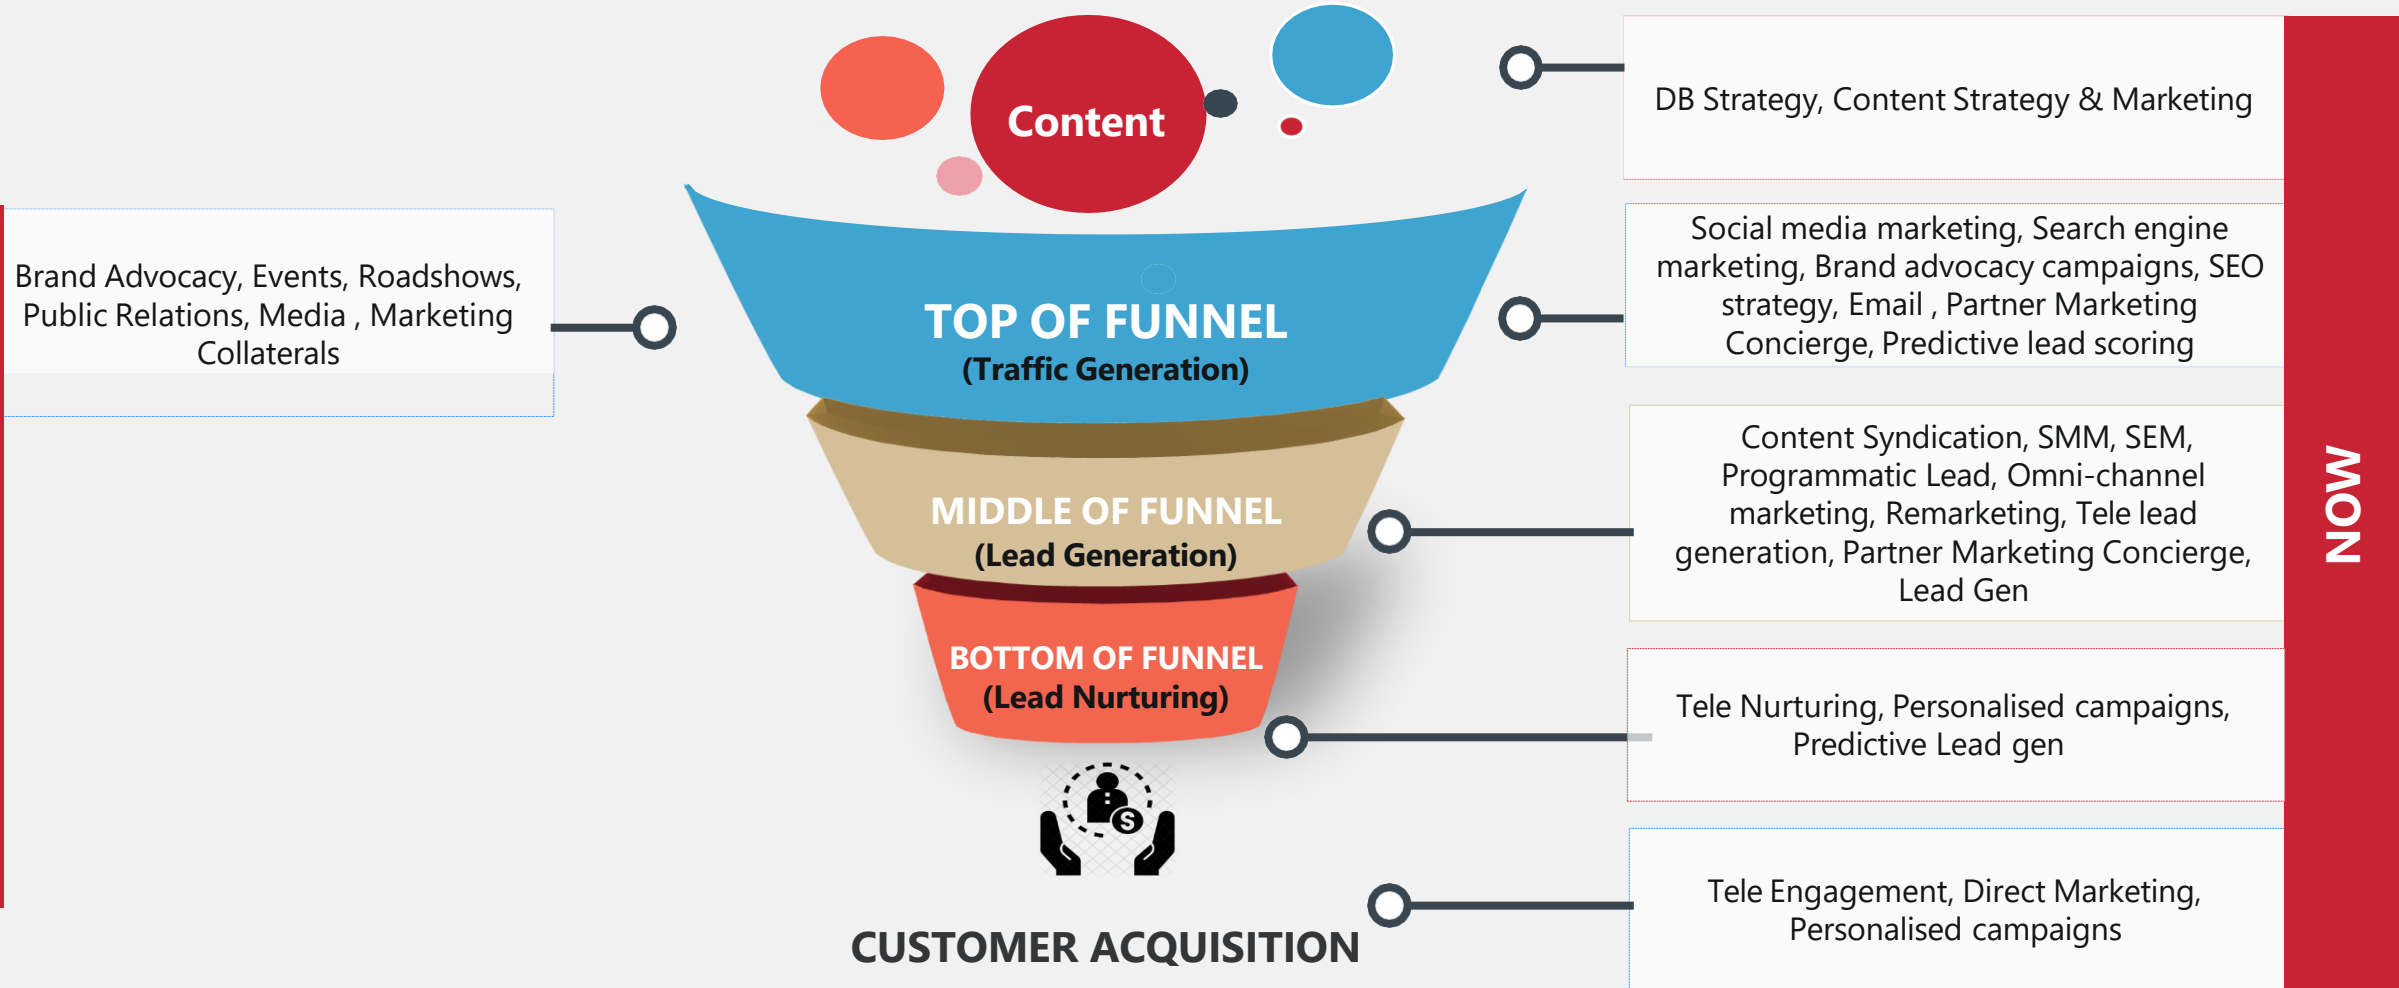 Content
DB Strategy, Content Strategy & Marketing
Brand Advocacy, Events, Roadshows,
Public Relations, Media , Marketing
Collaterals
TOP OF FUNNEL
(Traffic Generation)
Social media marketing, Search engine
marketing, Brand advocacy campaigns, SEO
strategy, Email , Partner Marketing
Concierge, Predictive lead scoring
MIDDLE OF FUNNEL
(Lead Generation)
Content Syndication, SMM, SEM,
Programmatic Lead, Omni-channel
marketing, Remarketing, Tele lead
generation, Partner Marketing Concierge,
Lead Gen
NOW
BOTTOM OF FUNNEL
(Lead Nurturing)
Tele Nurturing, Personalised campaigns,
Predictive Lead gen
$
CUSTOMER ACQUISITION
Tele Engagement, Direct Marketing,
Personalised campaigns